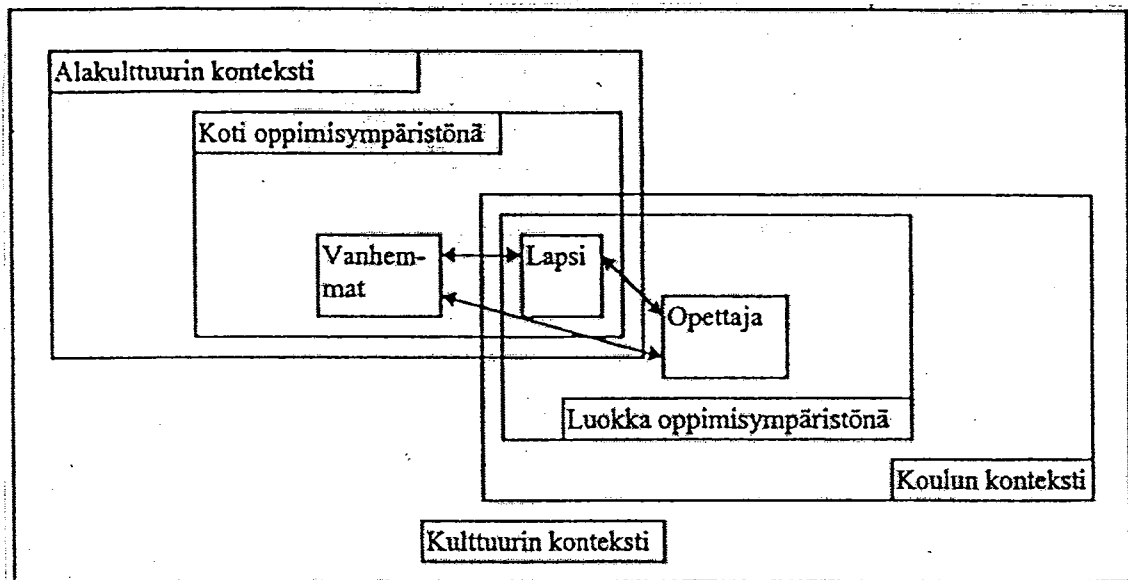 Alakulttuurin konteksti
Koti oppimisympäristönä
Vanhem-
mat
Lapsi
Opettaja
Luokka oppimisympäristönä
Koulun konteksti
Kulttuurin konteksti